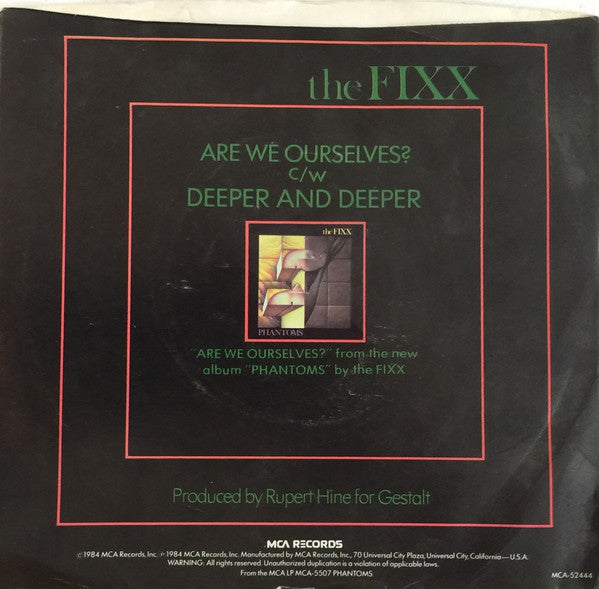 the FIXX
ARE WE OURSELVES?
C/W
DEEPER AND DEEPER
the FIXX
PHANTOMS
"ARE WE OURSELVES?" from the new
album "PHANTOMS" by the FIXX
Produced by Rupert Hine for Gestalt
MCA RECORDS
©1984 MCA Records, Inc. ℗1984 MCA Records, Inc. Manufactured by MCA Records, Inc., 70 Universal City Plaza, Universal City, California—U.S.A.
WARNING: All rights reserved. Unauthorized duplication is a violation of applicable laws.
From the MCA LP MCA-5507 PHANTOMS
MCA-52444